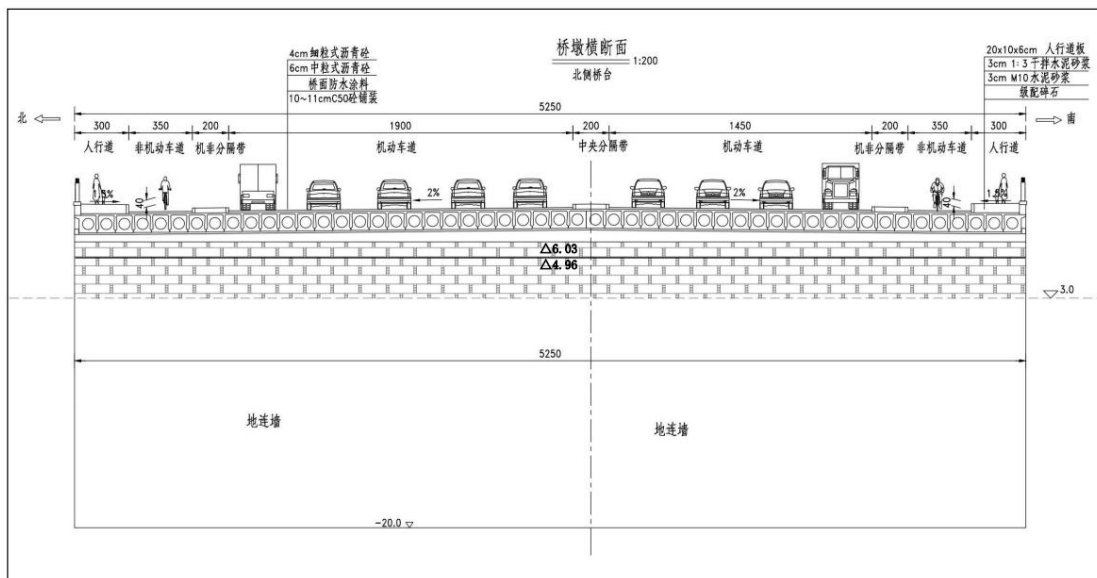 桥墩横断面 1:200
北侧桥台
4cm 细粒式沥青砼
6cm 中粒式沥青砼
桥面防水涂料
10~11cmC50砼铺装
20x10x6cm 人行道板
3cm 1:3干拌水泥砂浆
3cm M10水泥砂浆
级配碎石
5250
北
南
300 350 200 1900 200 1450 200 350 300
人行道 非机动车道 机非分隔带 机动车道 中央分隔带 机动车道 机非分隔带 非机动车道 人行道
5% 40 2% 2% 40 1.5%
△6.03
△4.96
3.0
5250
地连墙
地连墙
-20.0